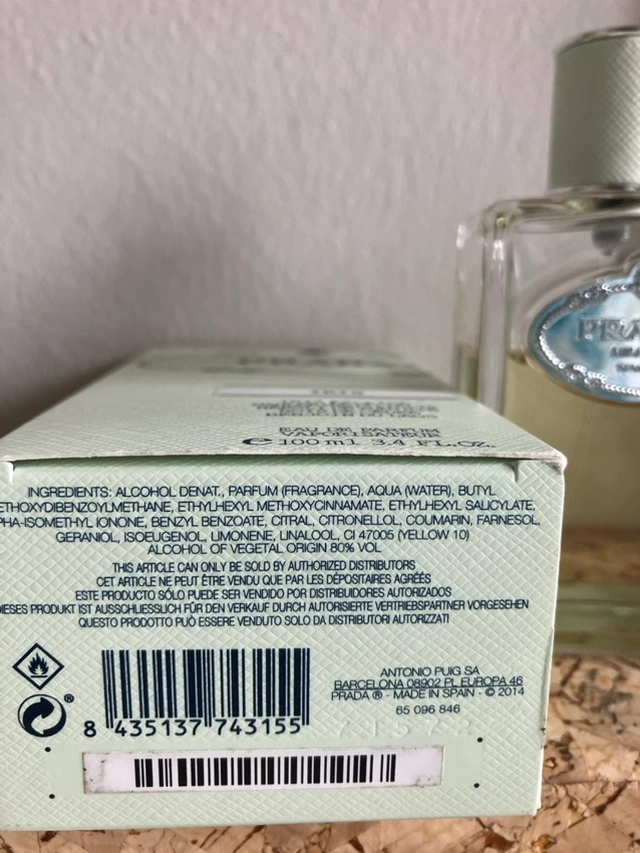 EAU DE PARFUM
VAPORISATEUR
e 100 ml 3.4 FL.OZ.
INGREDIENTS: ALCOHOL DENAT., PARFUM (FRAGRANCE), AQUA (WATER), BUTYL
ETHOXYDIBENZOYLMETHANE, ETHYLHEXYL METHOXYCINNAMATE, ETHYLHEXYL SALICYLATE,
PHA-ISOMETHYL IONONE, BENZYL BENZOATE, CITRAL, CITRONELLOL, COUMARIN, FARNESOL,
GERANIOL, ISOEUGENOL, LIMONENE, LINALOOL, CI 47005 (YELLOW 10)
ALCOHOL OF VEGETAL ORIGIN 80% VOL
THIS ARTICLE CAN ONLY BE SOLD BY AUTHORIZED DISTRIBUTORS
CET ARTICLE NE PEUT ÊTRE VENDU QUE PAR LES DÉPOSITAIRES AGRÉÉS
ESTE PRODUCTO SÓLO PUEDE SER VENDIDO POR DISTRIBUIDORES AUTORIZADOS
DIESES PRODUKT IST AUSSCHLIESSLICH FÜR DEN VERKAUF DURCH AUTORISIERTE VERTRIEBSPARTNER VORGESEHEN
QUESTO PRODOTTO PUÒ ESSERE VENDUTO SOLO DA DISTRIBUTORI AUTORIZZATI
ANTONIO PUIG SA
BARCELONA 08902 PL EUROPA 46
PRADA ® - MADE IN SPAIN - © 2014
65 096 846
®
8 435137 743155
PRA